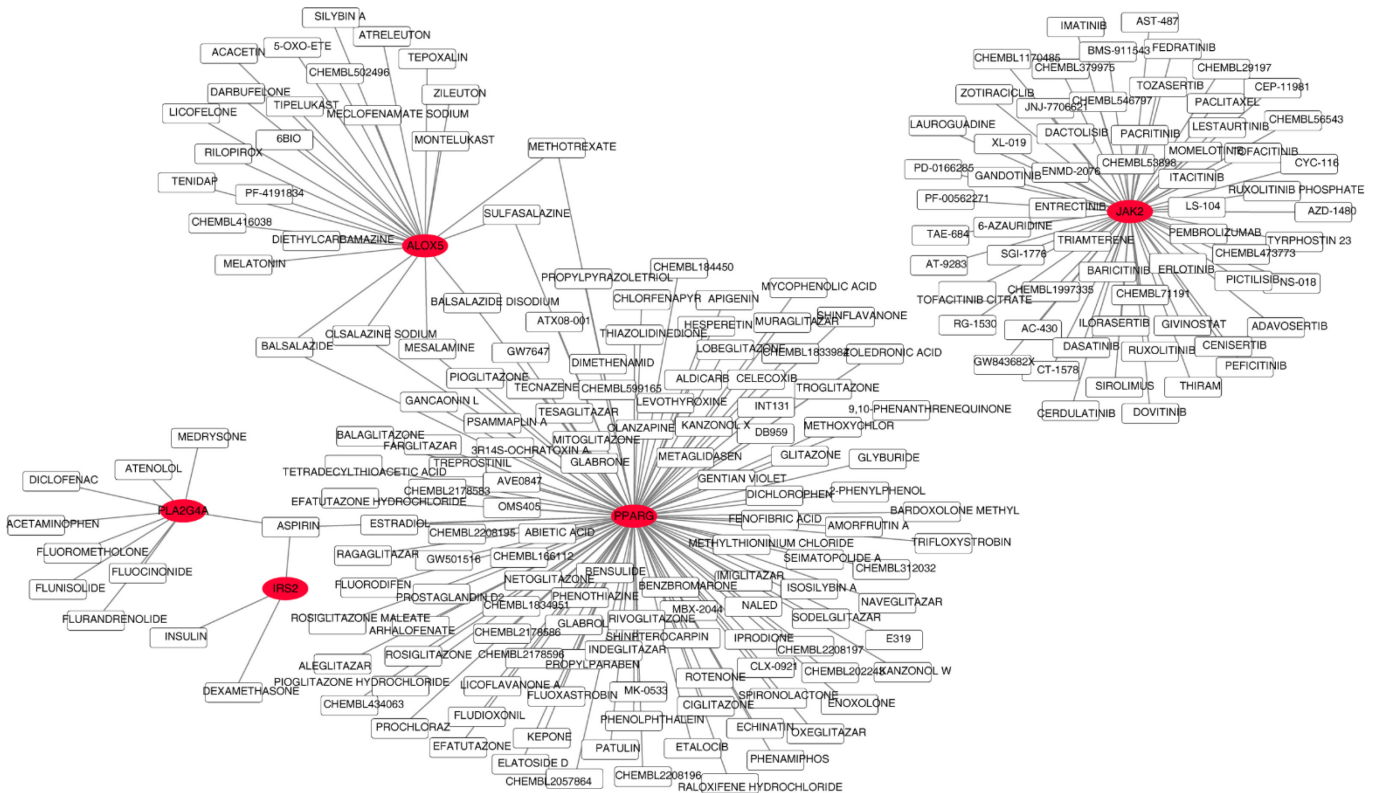 SILYBIN A
ATRELEUTON
5-OXO-ETE
ACACETIN
TEPOXALIN
CHEMBL502496
DARBUFELONE
ZILEUTON
TIPELUKAST
LICOFELONE
MECLOFENAMATE SODIUM
6BIO
MONTELUKAST
RILOPIROX
METHOTREXATE
TENIDAP
PF-4191834
SULFASALAZINE
CHEMBL416038
DIETHYLCARBAMAZINE
ALOX5
MELATONIN
IMATINIB
AST-487
BMS-911543
FEDRATINIB
CHEMBL1170485
CHEMBL379975
CHEMBL29197
ZOTIRACICLIB
TOZASERTIB
CEP-11981
CHEMBL546797
JNJ-7706621
PACLITAXEL
LAUROGUADINE
DACTOLISIB
PACRITINIB
LESTAURTINIB
CHEMBL56543
XL-019
MOMELOTINIB
TOFACITINIB
PD-0166285
ENMD-2076
CHEMBL53898
CYC-116
GANDOTINIB
ITACITINIB
PF-00562271
RUXOLITINIB PHOSPHATE
ENTRECTINIB
JAK2
LS-104
AZD-1480
TAE-684
6-AZAURIDINE
TRIAMTERENE
PEMBROLIZUMAB
TYRPHOSTIN 23
SGI-1776
CHEMBL473773
AT-9283
BARICITINIB
ERLOTINIB
PICTILISIB
NS-018
TOFACITINIB CITRATE
CHEMBL1997335
CHEMBL71191
RG-1530
AC-430
ILORASERTIB
GIVINOSTAT
ADAVOSERTIB
DASATINIB
RUXOLITINIB
CENISERTIB
GW843682X
CT-1578
PEFICITINIB
SIROLIMUS
THIRAM
CERDULATINIB
DOVITINIB
PROPYLPYRAZOLETRIOL
CHEMBL184450
MYCOPHENOLIC ACID
BALSALAZIDE DISODIUM
CHLORFENAPYR
APIGENIN
ATX08-001
SHINFLAVANONE
MURAGLITAZAR
OLSALAZINE SODIUM
THIAZOLIDINEDIONE
HESPERETIN
BALSALAZIDE
MESALAMINE
GW7647
LOBEGLITAZONE
CHEMBL1833984
ZOLEDRONIC ACID
DIMETHENAMID
PIOGLITAZONE
TECNAZENE
CHEMBL599165
ALDICARB
CELECOXIB
TROGLITAZONE
GANCAONIN L
LEVOTHYROXINE
INT131
TESAGLITAZAR
9,10-PHENANTHRENEQUINONE
PSAMMAPLIN A
OLANZAPINE
KANZONOL X
DB959
METHOXYCHLOR
BALAGLITAZONE
MITOGLITAZONE
FARGLITAZAR
3R14S-OCHRATOXIN A
GLABRONE
METAGLIDASEN
GLITAZONE
GLYBURIDE
TETRADECYLTHIOACETIC ACID
TREPROSTINIL
AVE0847
GENTIAN VIOLET
CHEMBL2178583
DICHLOROPHEN
2-PHENYLPHENOL
EFATUTAZONE HYDROCHLORIDE
OMS405
BARDOXOLONE METHYL
MEDRYSONE
ATENOLOL
DICLOFENAC
PLA2G4A
ACETAMINOPHEN
ASPIRIN
ESTRADIOL
PPARG
FENOFIBRIC ACID
AMORFRUTIN A
CHEMBL2208195
ABIETIC ACID
TRIFLOXYSTROBIN
FLUOROMETHOLONE
RAGAGLITAZAR
GW501516
CHEMBL166112
METHYLTHIONINIUM CHLORIDE
SEIMATOPOLIDE A
CHEMBL312032
FLUOCINONIDE
FLUNISOLIDE
IRS2
FLUORODIFEN
NETOGLITAZONE
BENSULIDE
BENZBROMARONE
IMIGLITAZAR
ISOSILYBIN A
NAVEGLITAZAR
PROSTAGLANDIN D2
PHENOTHIAZINE
NALED
FLURANDRENOLIDE
ROSIGLITAZONE MALEATE
CHEMBL1834951
MBX-2044
SODELGLITAZAR
ARHALOFENATE
GLABROL
RIVOGLITAZONE
INSULIN
CHEMBL2178586
SHINPTEROCARPIN
IPRODIONE
E319
CHEMBL2208197
ALEGLITAZAR
ROSIGLITAZONE
CHEMBL2178596
INDEGLITAZAR
PROPYLPARABEN
CLX-0921
CHEMBL202243
KANZONOL W
DEXAMETHASONE
PIOGLITAZONE HYDROCHLORIDE
LICOFLAVANONE A
ROTENONE
FLUOXASTROBIN
MK-0533
SPIRONOLACTONE
ENOXOLONE
CHEMBL434063
CIGLITAZONE
PROCHLORAZ
FLUDIOXONIL
PHENOLPHTHALEIN
ECHINATIN
OXEGLITAZAR
EFATUTAZONE
KEPONE
PATULIN
ETALOCIB
PHENAMIPHOS
ELATOSIDE D
CHEMBL2057864
CHEMBL2208196
RALOXIFENE HYDROCHLORIDE